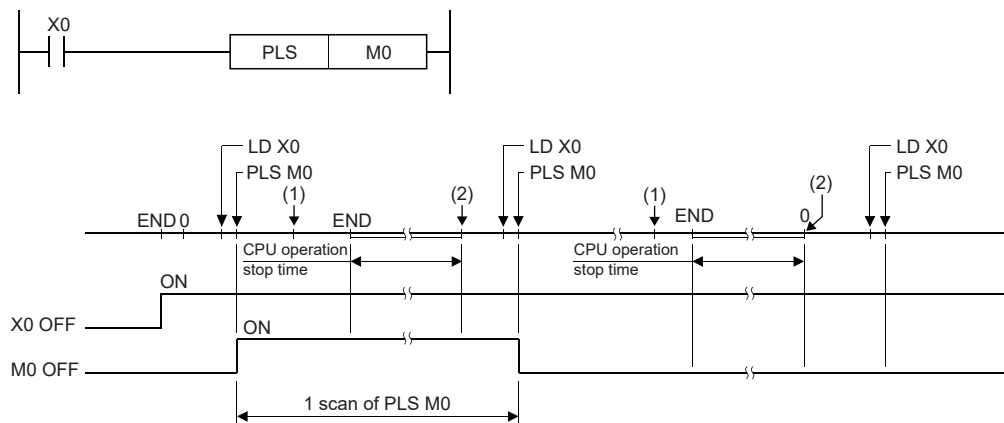 X0
PLS M0
LD X0 LD X0 LD X0
PLS M0 PLS M0 PLS M0
(1) (2) (1) (2)
END 0 END END 0
CPU operation stop time CPU operation stop time
ON
X0 OFF
ON
M0 OFF
1 scan of PLS M0